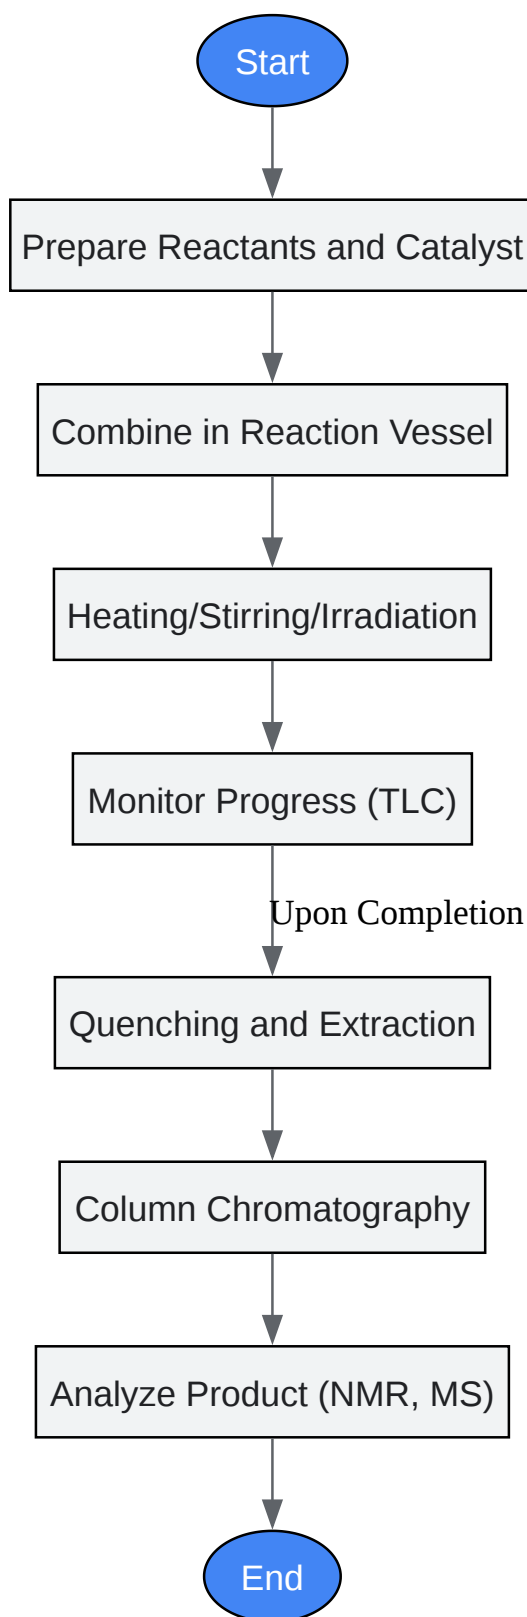 Start
Prepare Reactants and Catalyst
Combine in Reaction Vessel
Heating/Stirring/Irradiation
Monitor Progress (TLC)
Upon Completion
Quenching and Extraction
Column Chromatography
Analyze Product (NMR, MS)
End